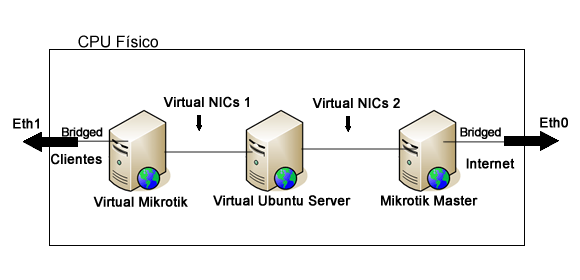 CPU Físico
Virtual NICs 1
Virtual NICs 2
Eth1
Eth0
Bridged
Bridged
Clientes
Internet
Virtual Mikrotik
Virtual Ubuntu Server
Mikrotik Master